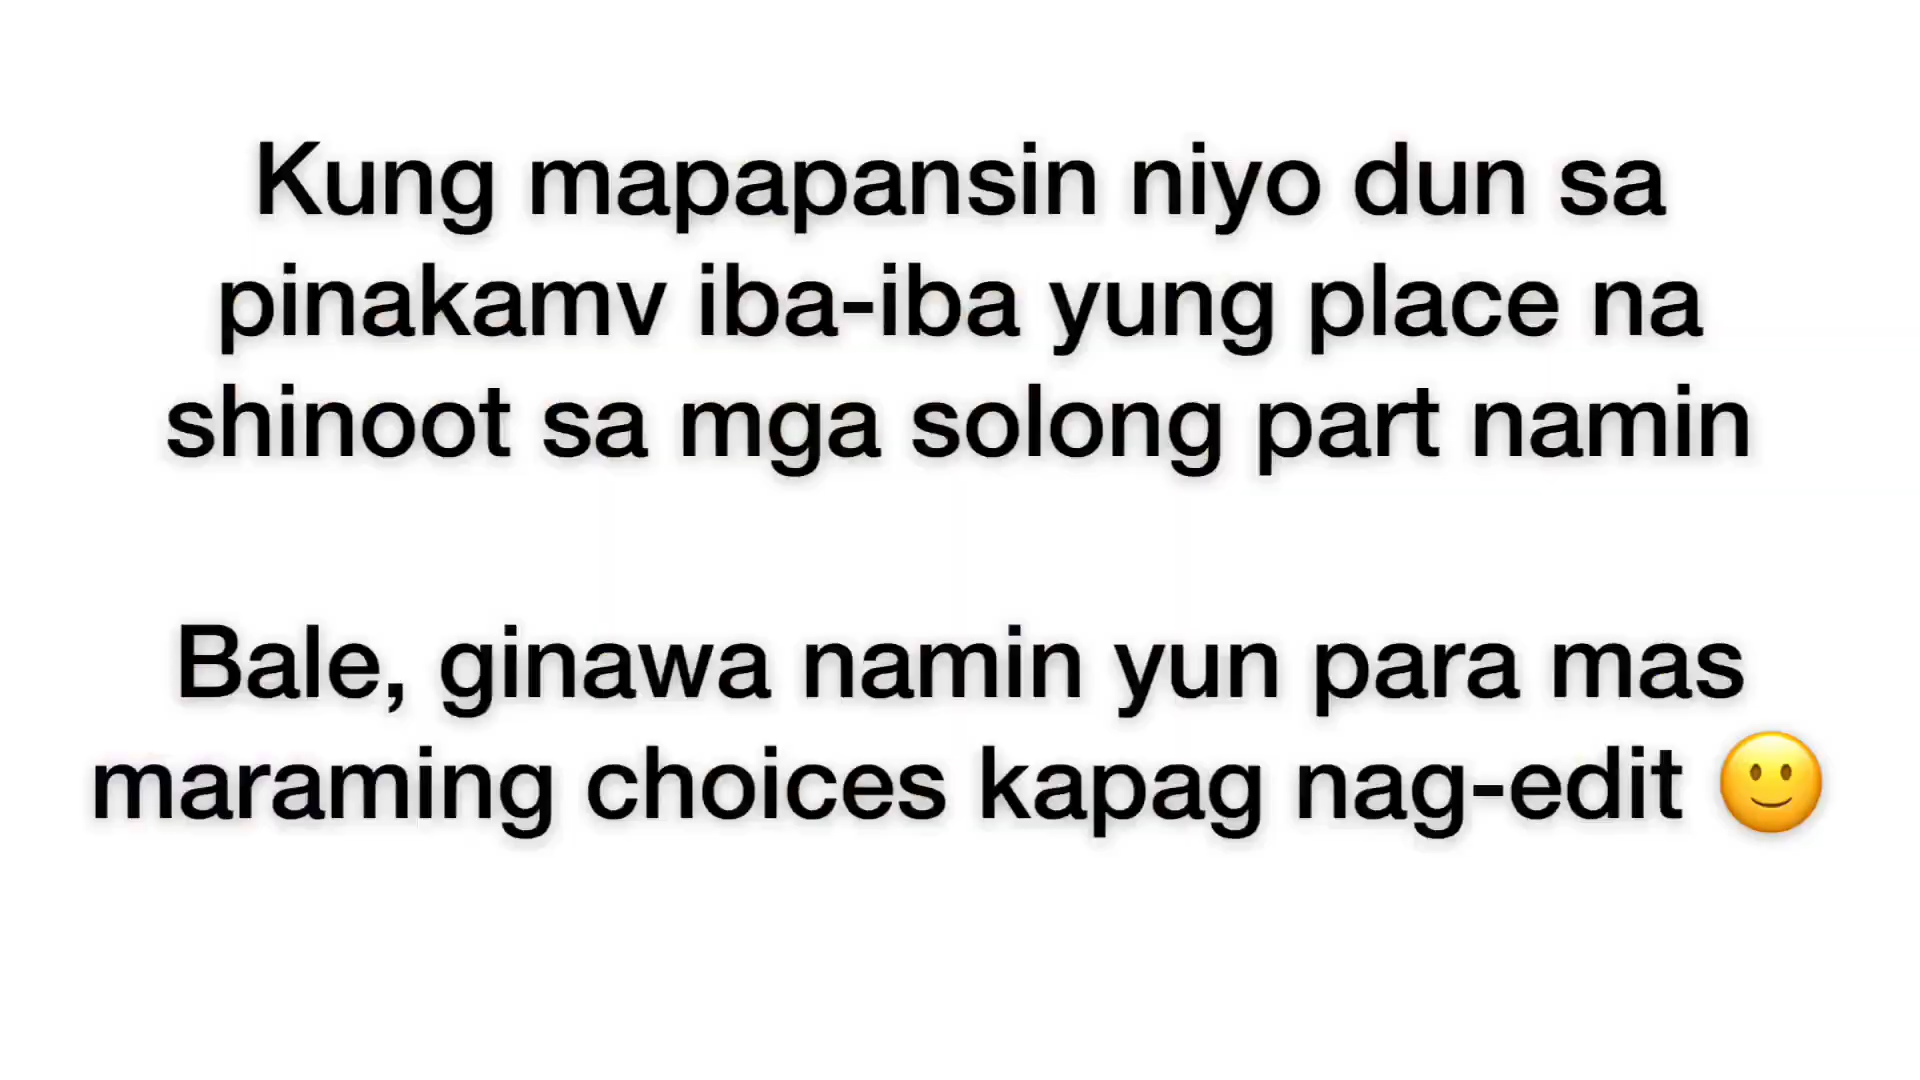 Kung mapapansin niyo dun sa
pinakamv iba-iba yung place na
shinoot sa mga solong part namin
Bale, ginawa namin yun para mas
maraming choices kapag nag-edit 🙂